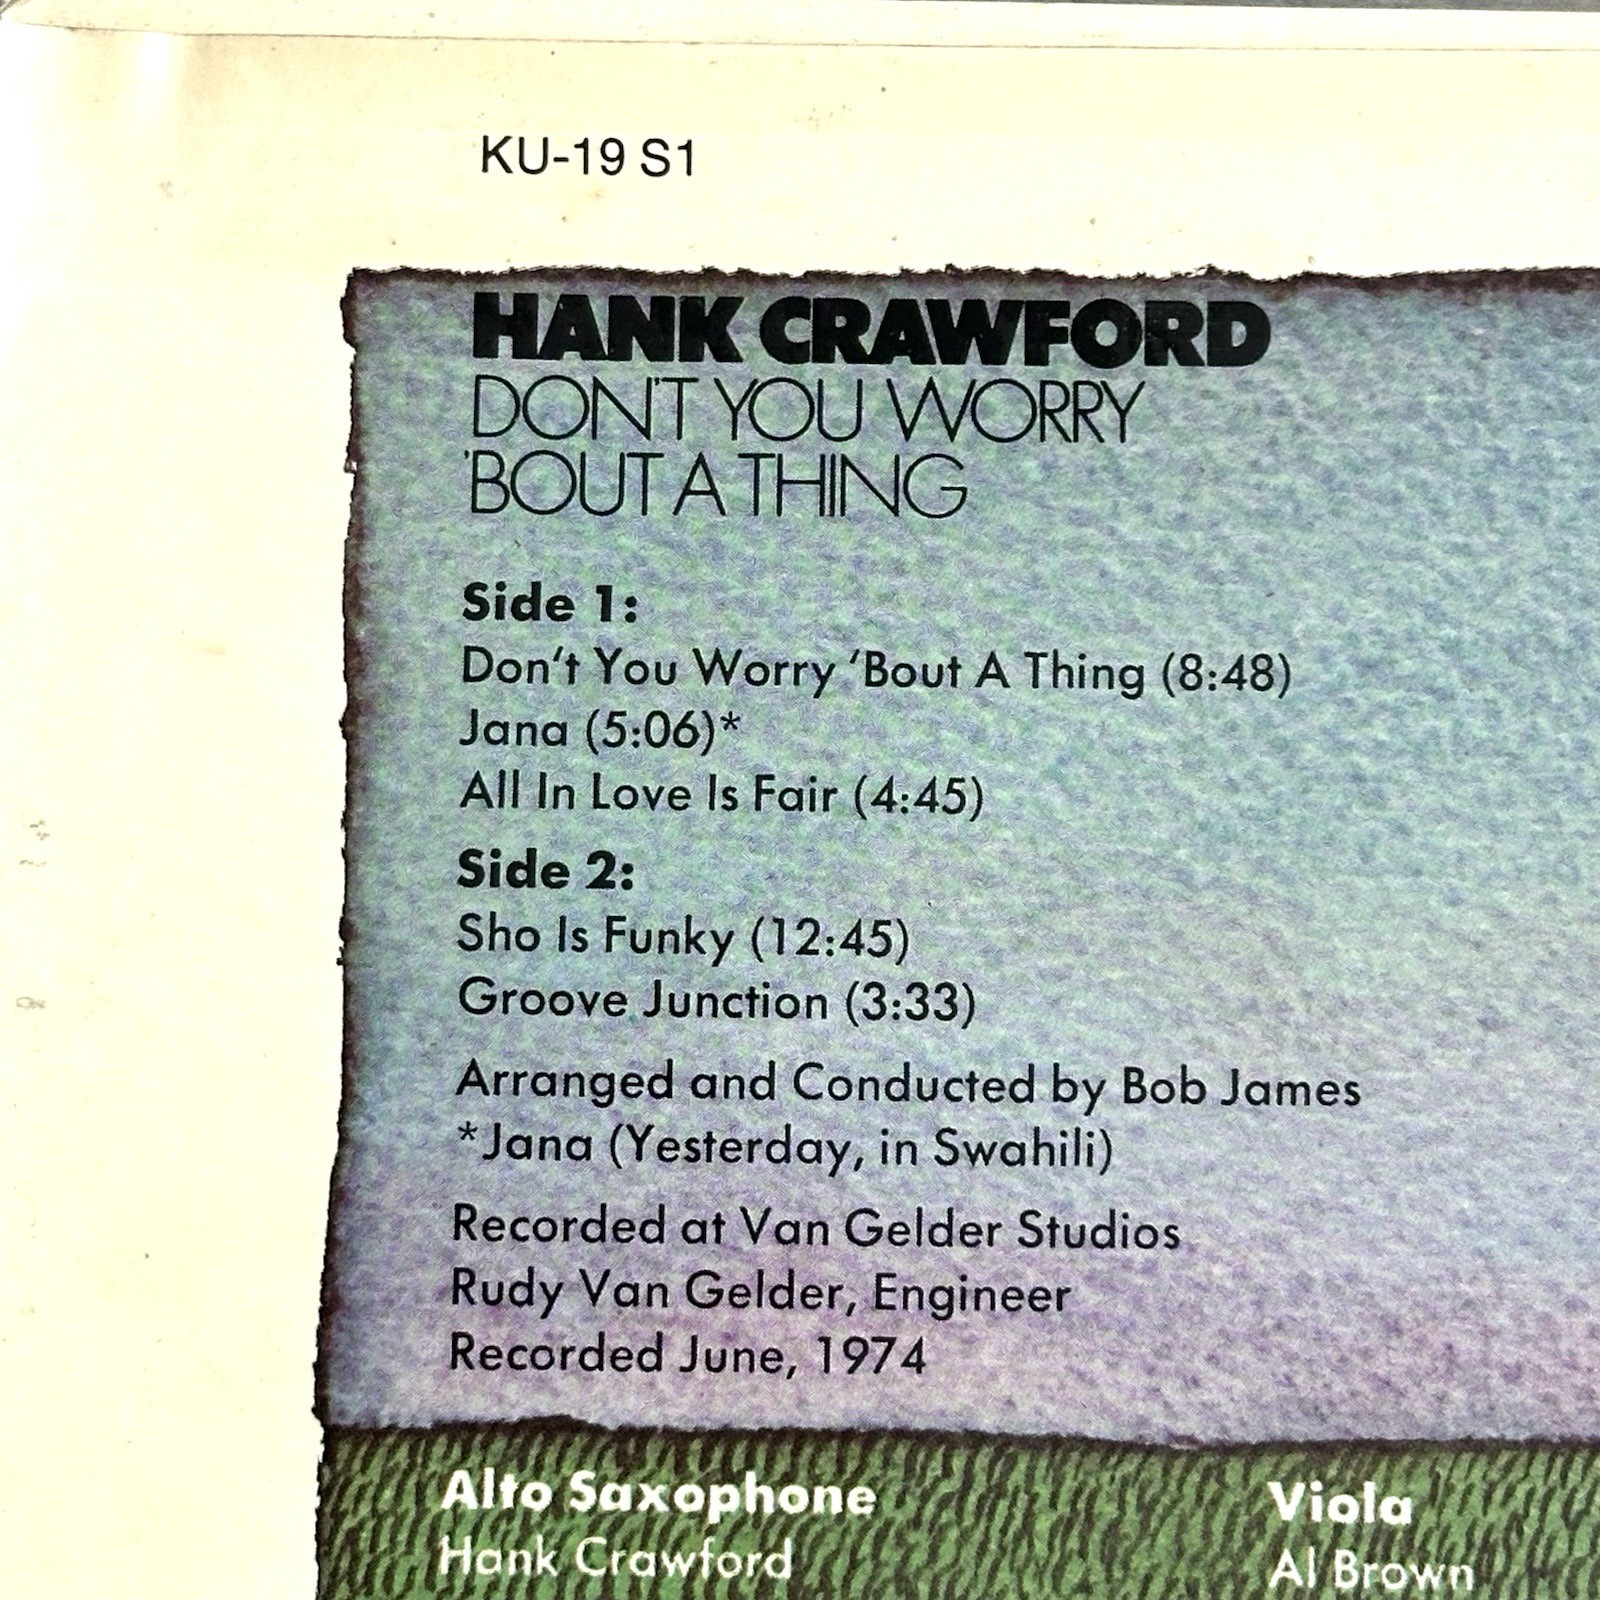 KU-19 S1
HANK CRAWFORD
DON'T YOU WORRY
'BOUT A THING
Side 1:
Don't You Worry 'Bout A Thing (8:48)
Jana (5:06)*
All In Love Is Fair (4:45)
Side 2:
Sho Is Funky (12:45)
Groove Junction (3:33)
Arranged and Conducted by Bob James
*Jana (Yesterday, in Swahili)
Recorded at Van Gelder Studios
Rudy Van Gelder, Engineer
Recorded June, 1974
Alto Saxophone
Hank Crawford
Viola
Al Brown